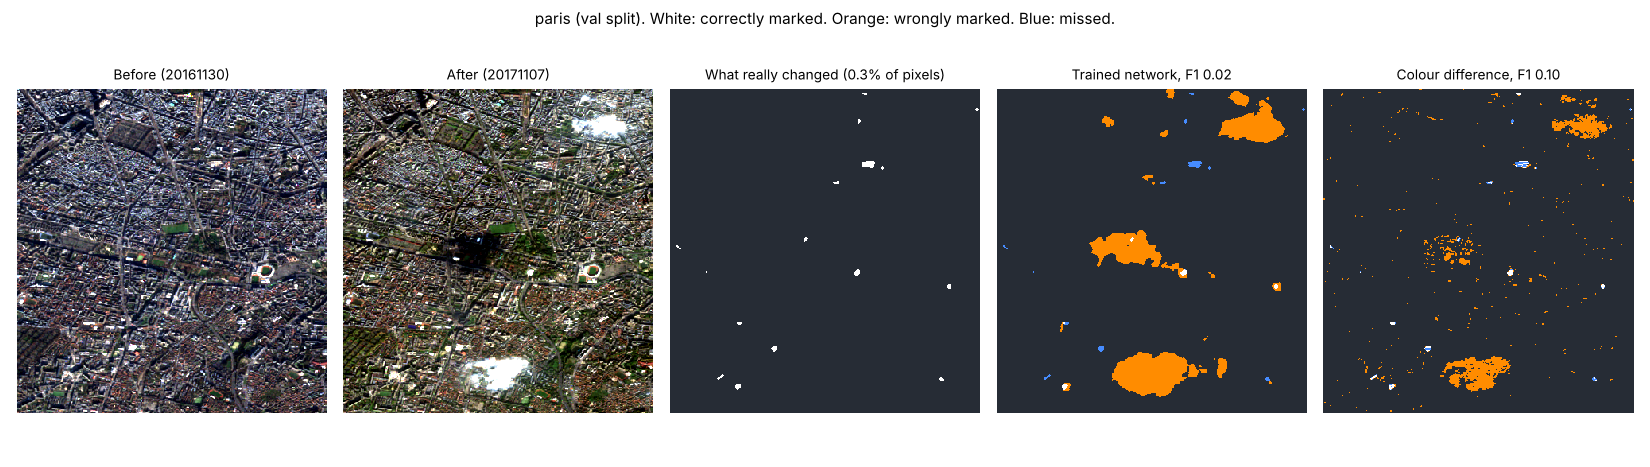 paris (val split). White: correctly marked. Orange: wrongly marked. Blue: missed.
Before (20161130)
After (20171107)
What really changed (0.3% of pixels)
Trained network, F1 0.02
Colour difference, F1 0.10